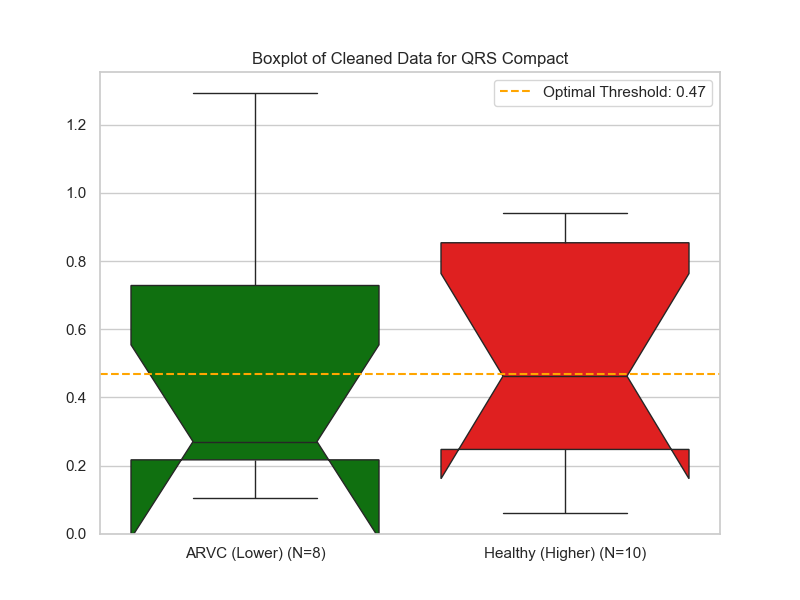 Boxplot of Cleaned Data for QRS Compact
Optimal Threshold: 0.47
1.2
1.0
0.8
0.6
0.4
0.2
0.0
ARVC (Lower) (N=8)
Healthy (Higher) (N=10)